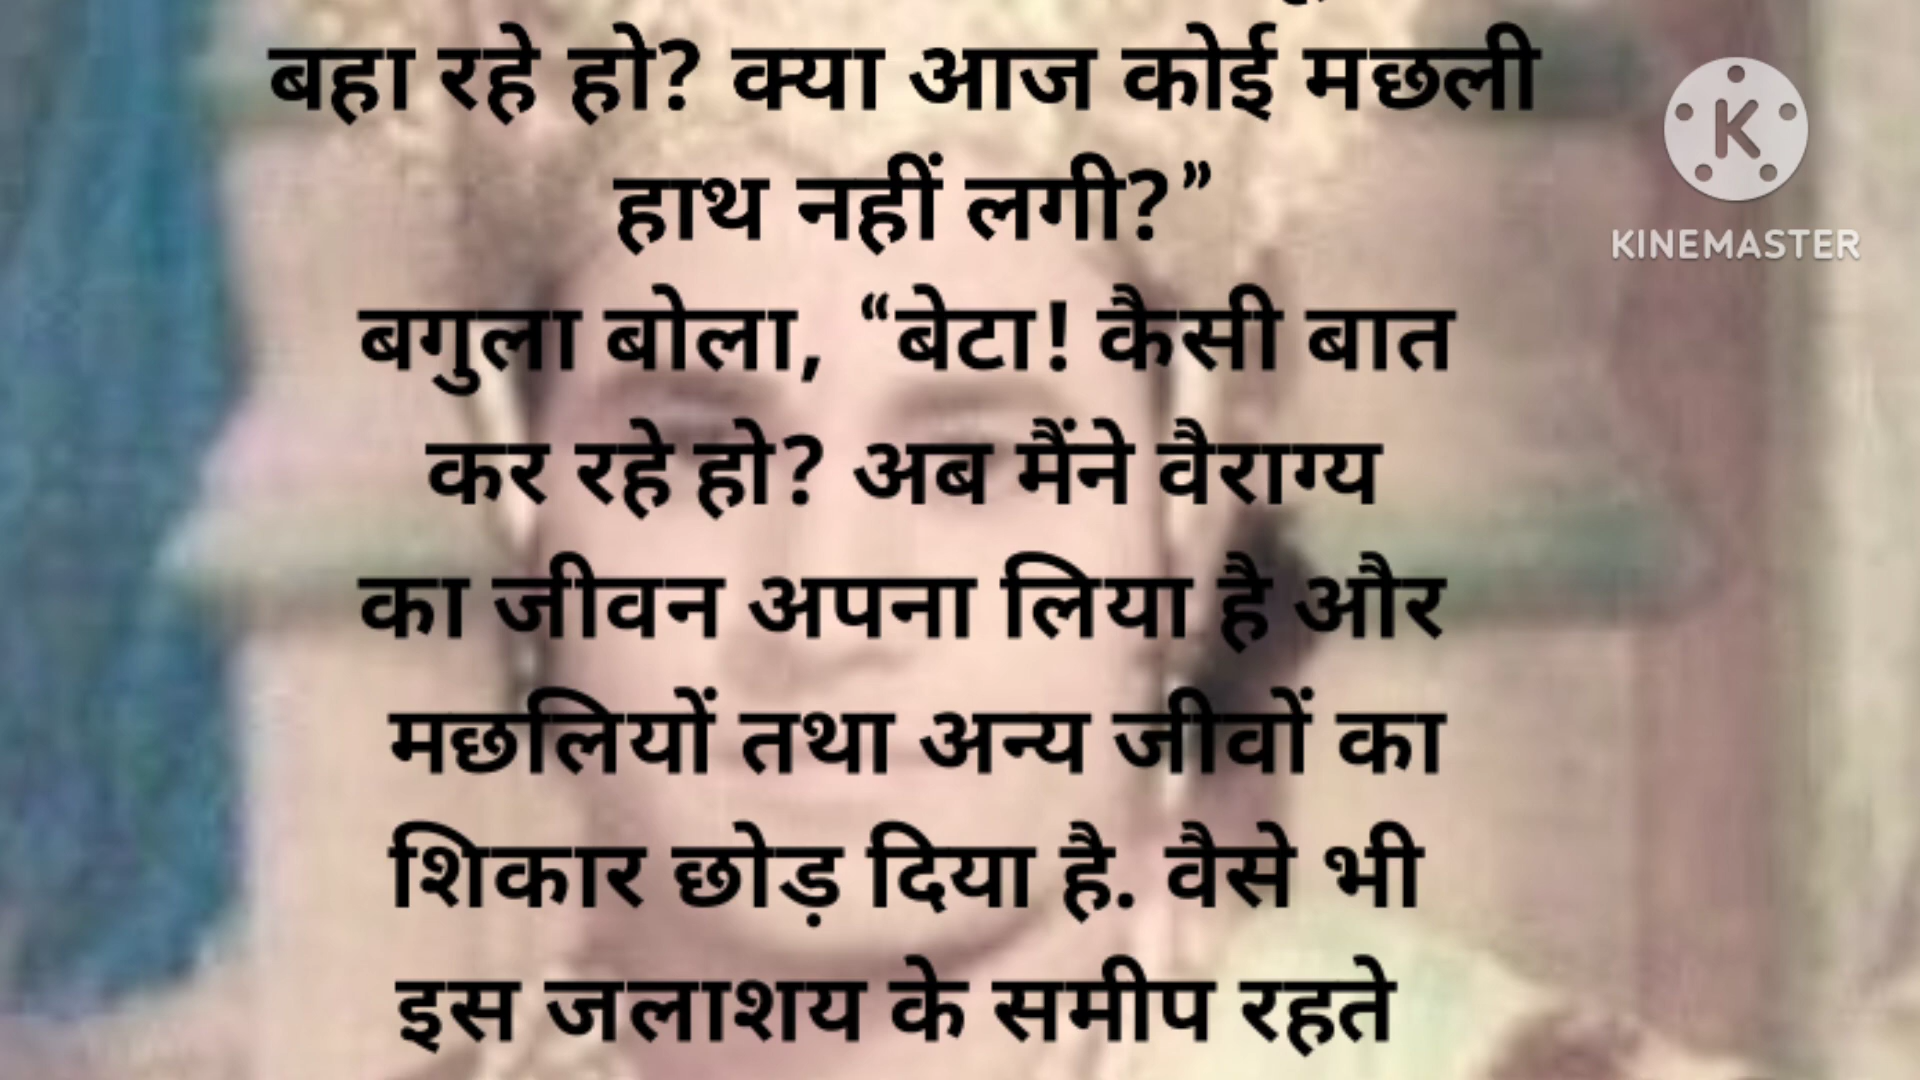 बहा रहे हो? क्या आज कोई मछली
हाथ नहीं लगी?”
बगुला बोला, “बेटा! कैसी बात
कर रहे हो? अब मैंने वैराग्य
का जीवन अपना लिया है और
मछलियों तथा अन्य जीवों का
शिकार छोड़ दिया है. वैसे भी
इस जलाशय के समीप रहते
K
KINEMASTER